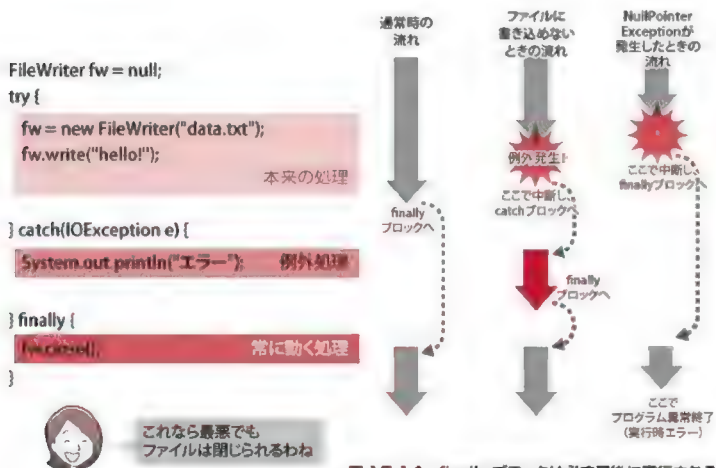 FileWriter fw = null;
try {
fw = new FileWriter("data.txt");
fw.write("hello!");
本来の処理
} catch(IOException e) {
System.out.println("エラー");
例外処理
} finally {
fw.close();
常に動く処理
}
これなら最悪でも
ファイルは閉じられるわね
通常時の
流れ
finally
ブロックへ
ファイルに
書き込めない
ときの流れ
例外発生!
ここで中断し、
catchブロックへ
finally
ブロックへ
NullPointer
Exceptionが
発生したときの
流れ
ここで中断し、
finallyブロックへ
ここで
プログラム異常終了
(実行時エラー)